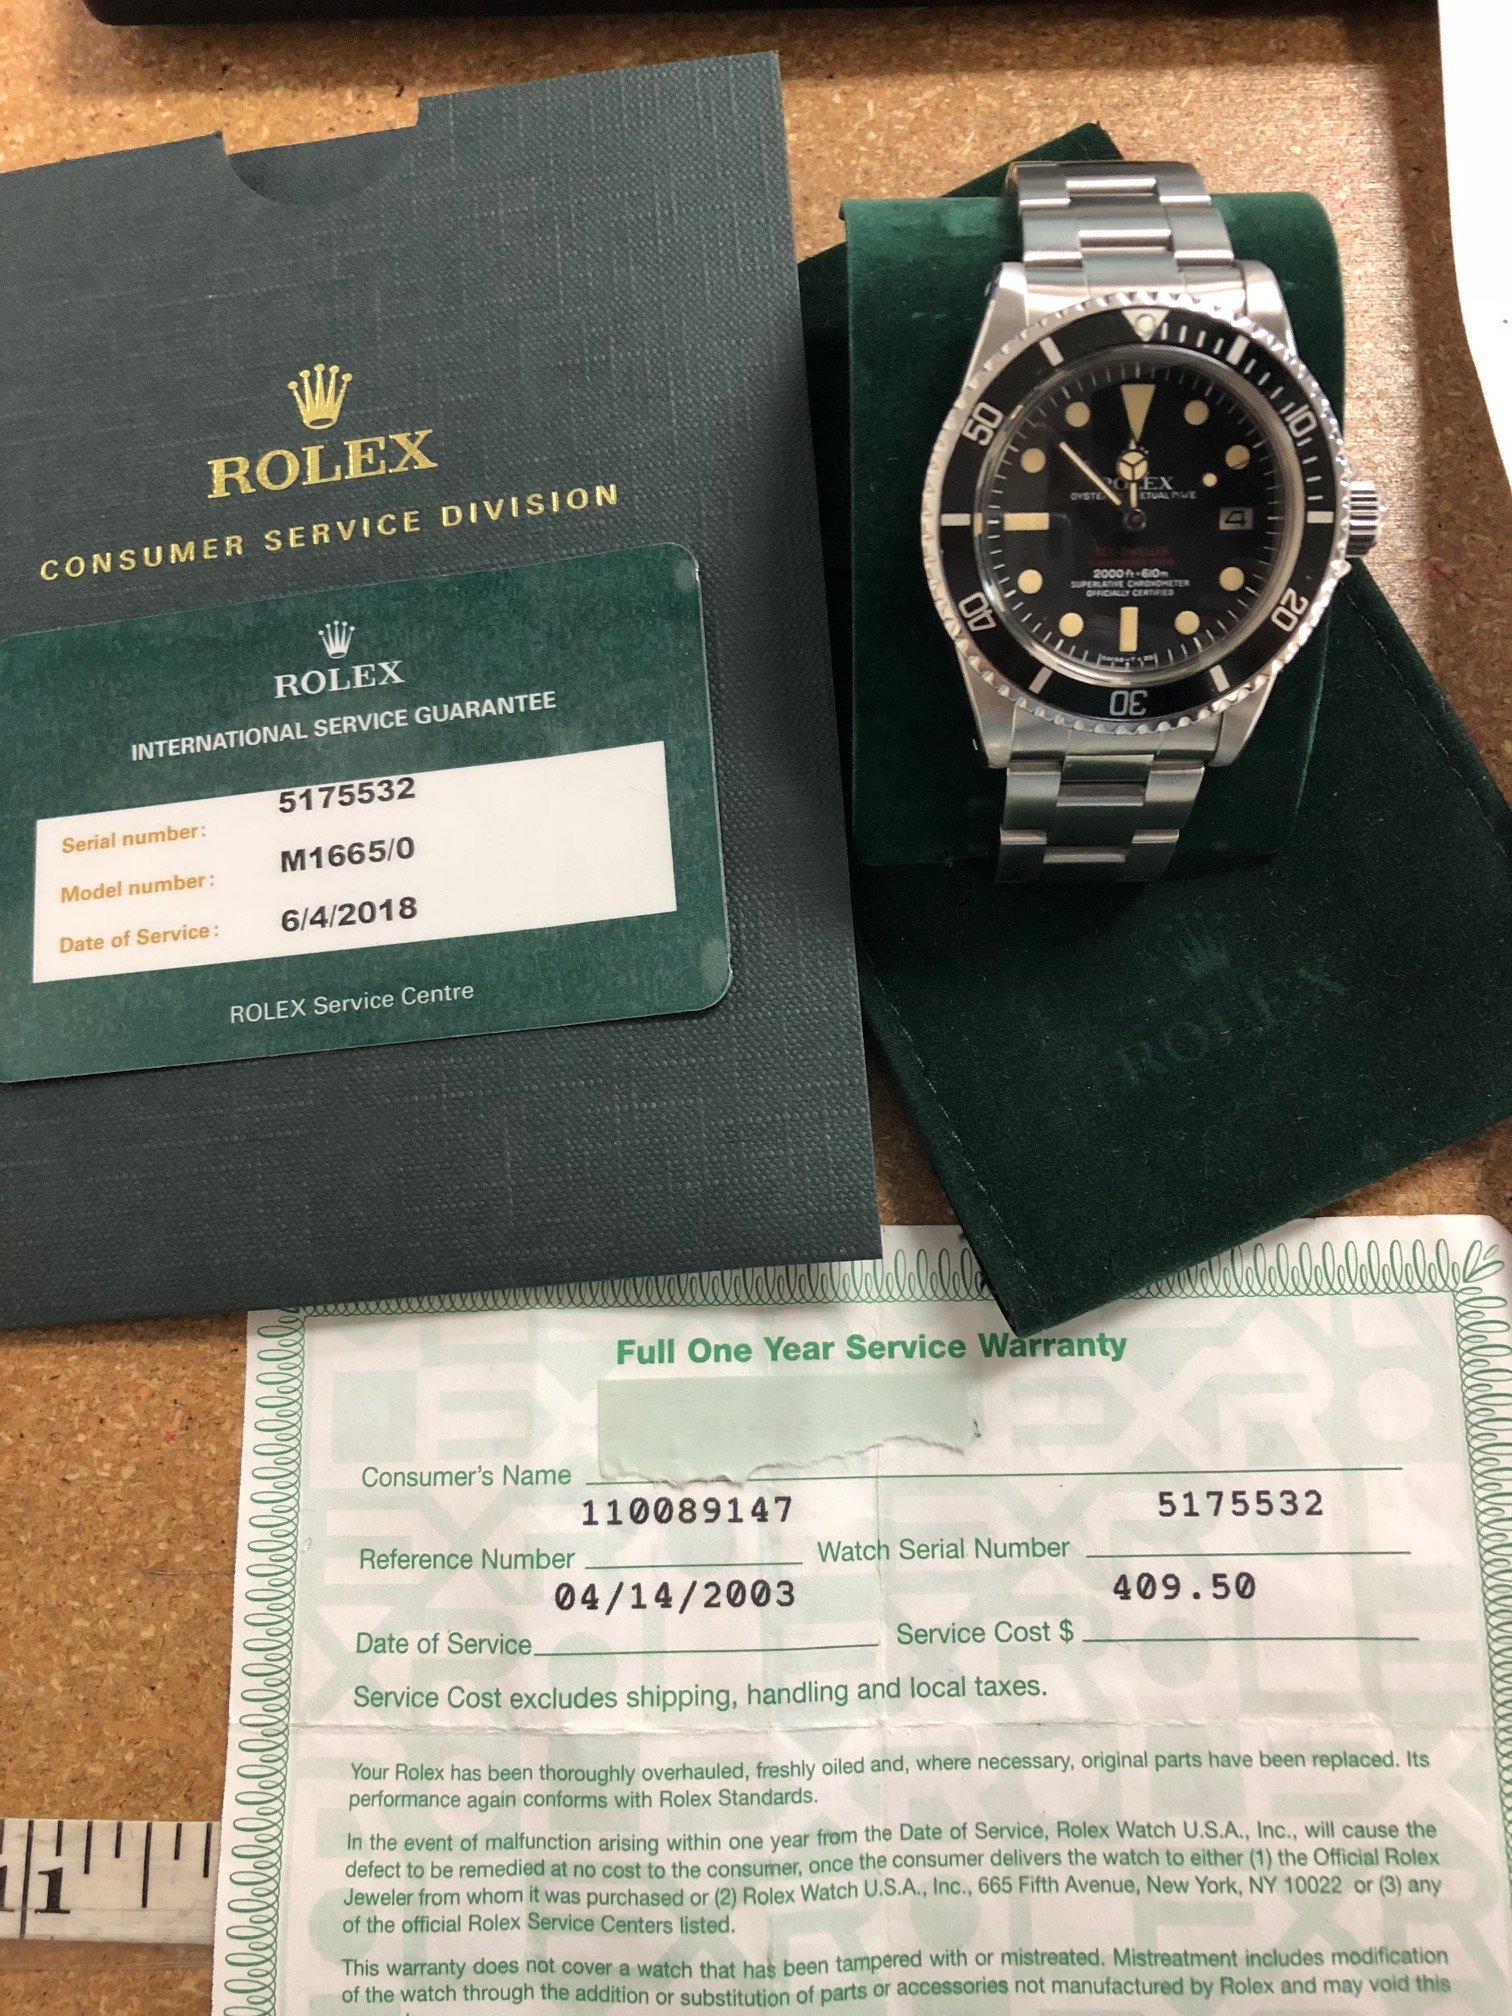 ROLEX
CONSUMER SERVICE DIVISION
ROLEX
INTERNATIONAL SERVICE GUARANTEE
Serial number: 5175532
Model number: M1665/0
Date of Service: 6/4/2018
ROLEX Service Centre
10
20
30
40
50
ROLEX
4
SEA-DWELLER
2000ft=610m
SUPERLATIVE CHRONOMETER
OFFICIALLY CERTIFIED
ROLEX
Full One Year Service Warranty
Consumer's Name
110089147
5175532
Reference Number
Watch Serial Number
04/14/2003
409.50
Date of Service
Service Cost $
Service Cost excludes shipping, handling and local taxes.
Your Rolex has been thoroughly overhauled, freshly oiled and, where necessary, original parts have been replaced. Its
performance again conforms with Rolex Standards.
In the event of malfunction arising within one year from the Date of Service, Rolex Watch U.S.A., Inc., will cause the
defect to be remedied at no cost to the consumer, once the consumer delivers the watch to either (1) the Official Rolex
Jeweler from whom it was purchased or (2) Rolex Watch U.S.A., Inc., 665 Fifth Avenue, New York, NY 10022 or (3) any
of the official Rolex Service Centers listed.
This warranty does not cover a watch that has been tampered with or mistreated. Mistreatment includes modification
of the watch through the addition or substitution of parts or accessories not manufactured by Rolex and may void this
1